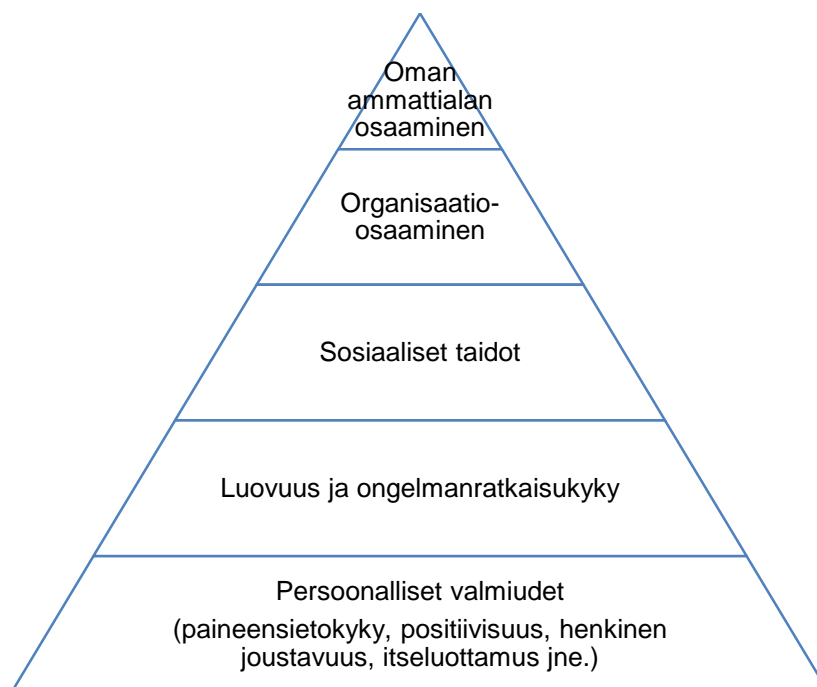 Oman
ammattialan
osaaminen
Organisaatio-
osaaminen
Sosiaaliset taidot
Luovuus ja ongelmanratkaisukyky
Persoonalliset valmiudet
(paineensietokyky, positiivisuus, henkinen
joustavuus, itseluottamus jne.)